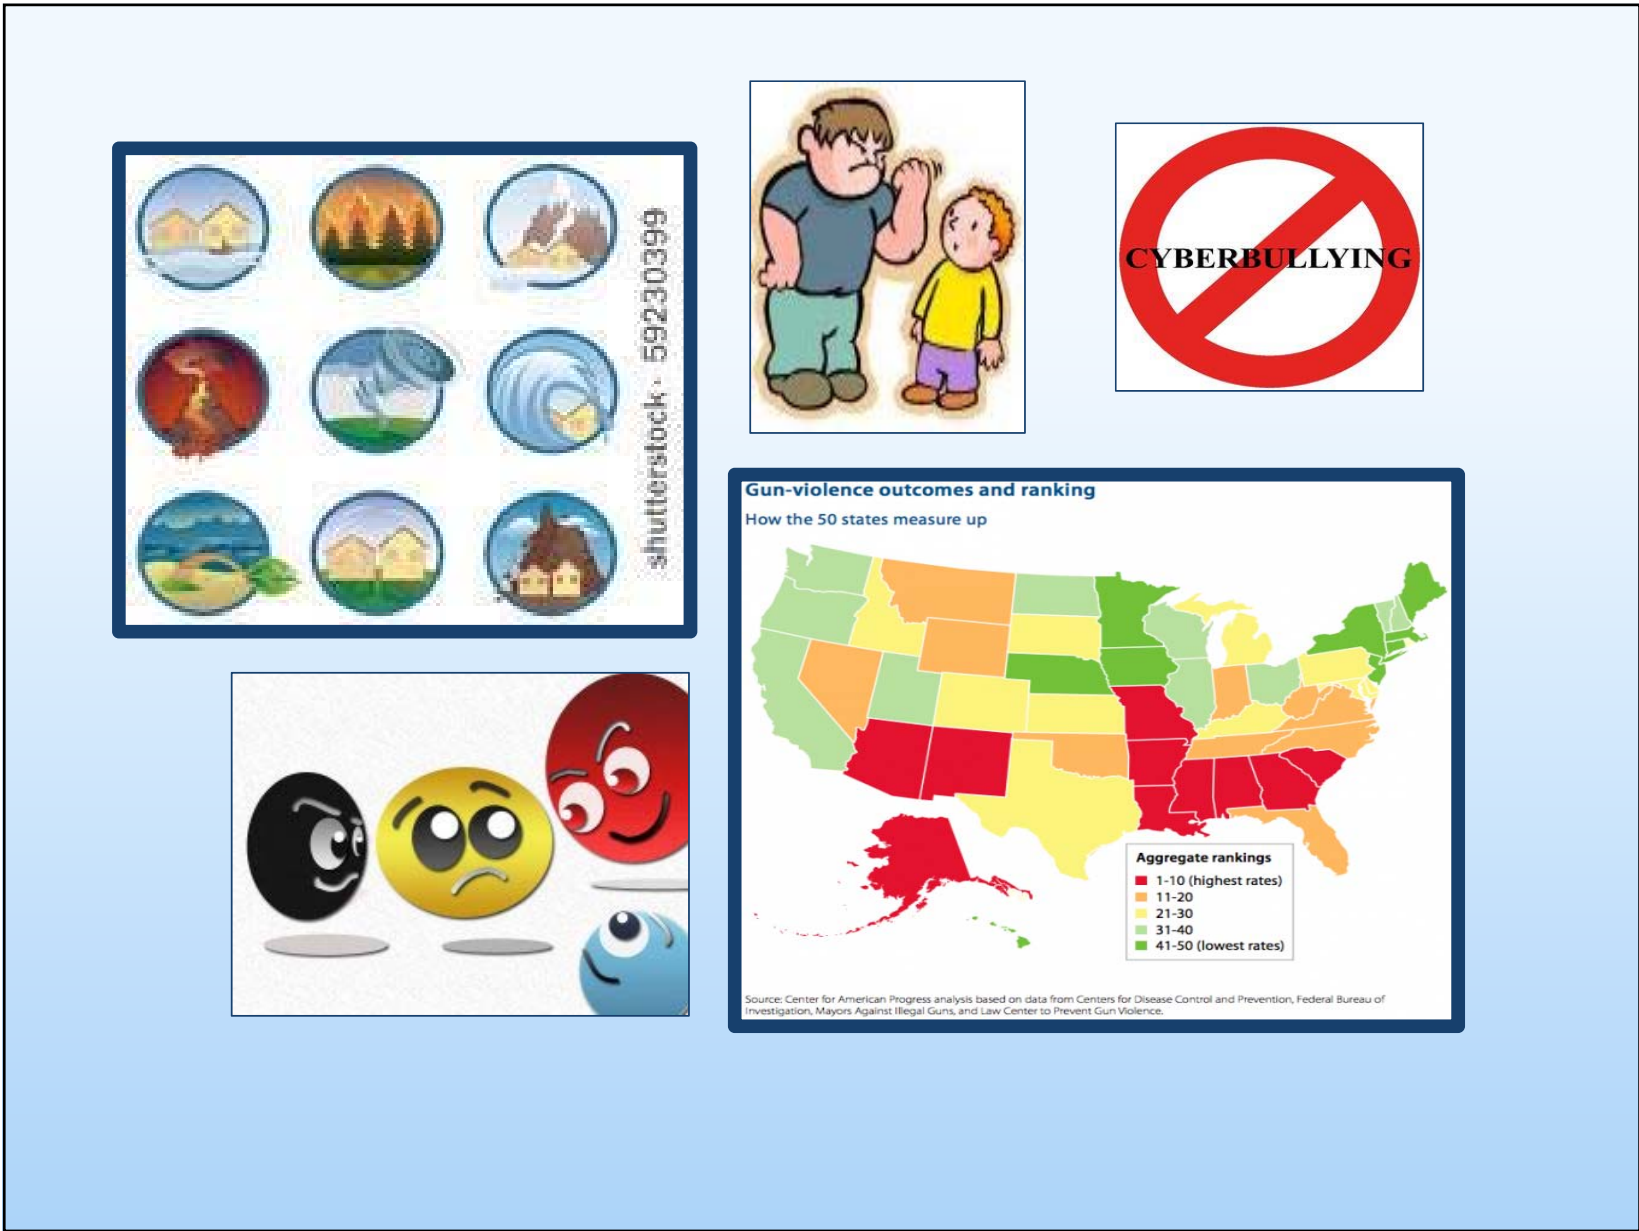 shutterstock · 59230399
CYBERBULLYING
Gun-violence outcomes and ranking
How the 50 states measure up
Aggregate rankings
1-10 (highest rates)
11-20
21-30
31-40
41-50 (lowest rates)
Source: Center for American Progress analysis based on data from Centers for Disease Control and Prevention, Federal Bureau of
Investigation, Mayors Against Illegal Guns, and Law Center to Prevent Gun Violence.